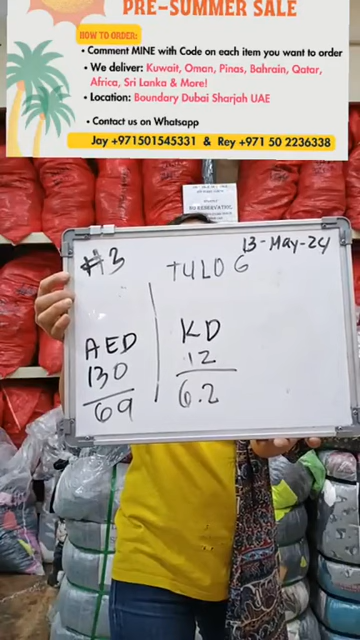 PRE-SUMMER SALE
HOW TO ORDER:
• Comment MINE with Code on each item you want to order
• We deliver: Kuwait, Oman, Pinas, Bahrain, Qatar,
Africa, Sri Lanka & More!
• Location: Boundary Dubai Sharjah UAE
• Contact us on Whatsapp
Jay +971501545331 & Rey +971 50 2236338
RESERVATION
13-May-24
#3 TULOG
AED KD
130 12
69 6.2